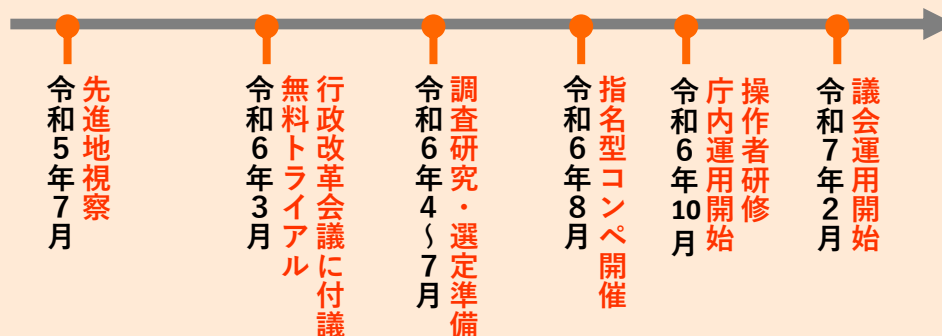 先進地視察
令和5年7月
行政改革会議に付議
無料トライアル
令和6年3月
調査研究・選定準備
令和6年4～7月
指名型コンペ開催
令和6年8月
操作者研修
庁内運用開始
令和6年10月
議会運用開始
令和7年2月